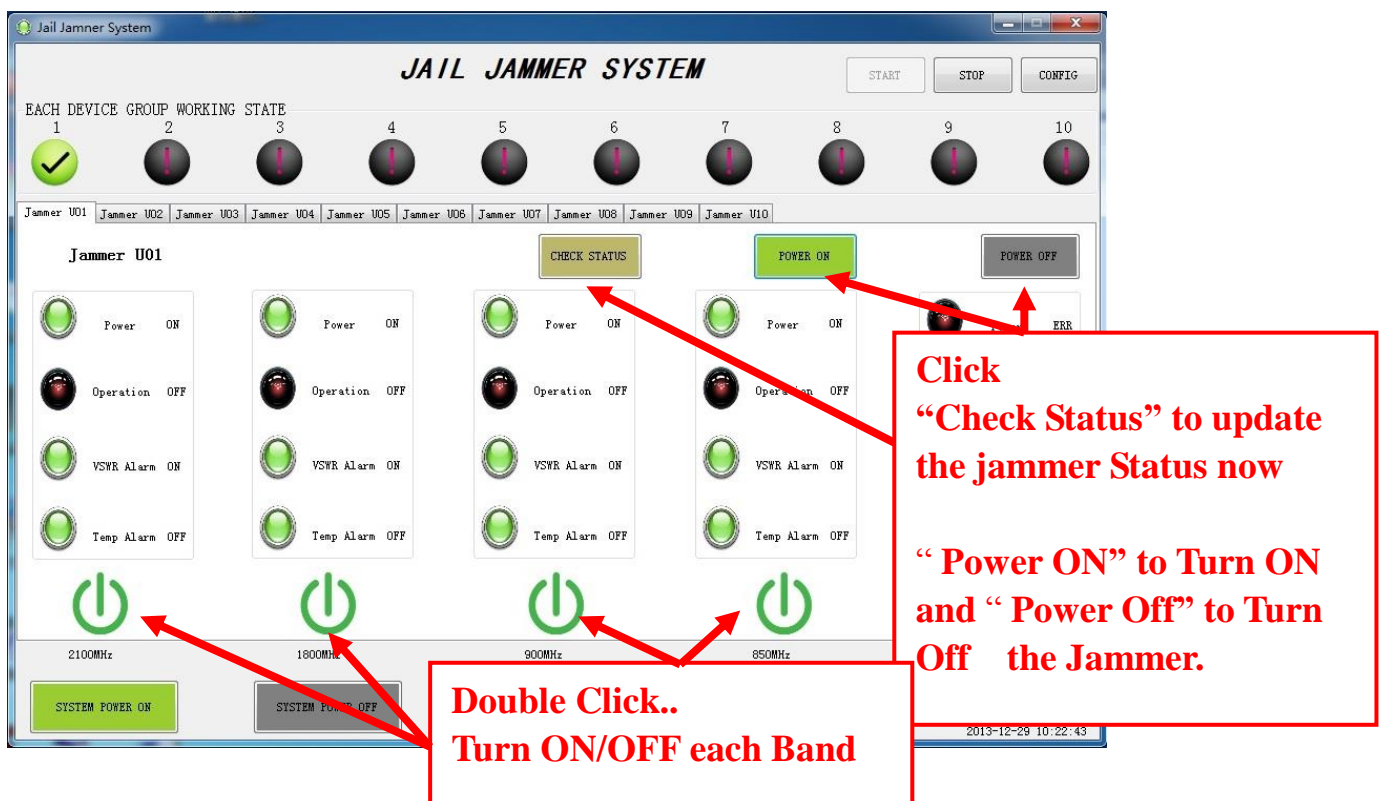 Jail Jamner System
JAIL JAMMER SYSTEM
START
STOP
CONFIG
EACH DEVICE GROUP WORKING STATE
1 2 3 4 5 6 7 8 9 10
Jammer U01 Jammer U02 Jammer U03 Jammer U04 Jammer U05 Jammer U06 Jammer U07 Jammer U08 Jammer U09 Jammer U10
Jammer U01
CHECK STATUS
POWER ON
POWER OFF
Power ON Power ON Power ON Power ON ERR
Operation OFF Operation OFF Operation OFF Operation OFF
VSWR Alarm ON VSWR Alarm ON VSWR Alarm ON VSWR Alarm ON
Temp Alarm OFF Temp Alarm OFF Temp Alarm OFF Temp Alarm OFF
2100MHz 1800MHz 900MHz 850MHz
SYSTEM POWER ON
SYSTEM POWER OFF
2013-12-29 10:22:43
Click
“Check Status” to update
the jammer Status now
“ Power ON” to Turn ON
and “ Power Off” to Turn
Off the Jammer.
Double Click..
Turn ON/OFF each Band